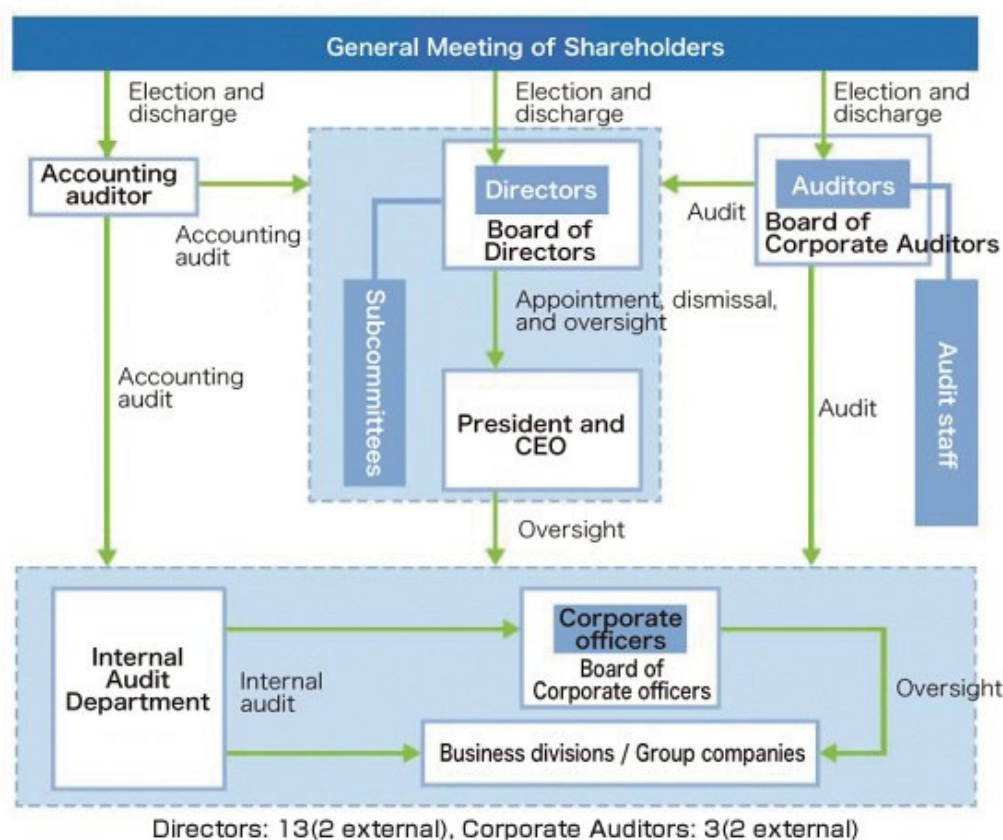 General Meeting of Shareholders
Election and
discharge
Election and
discharge
Election and
discharge
Accounting
auditor
Accounting
audit
Directors
Board of
Directors
Audit
Auditors
Board of
Corporate Auditors
Subcommittees
Appointment, dismissal,
and oversight
Audit staff
Accounting
audit
President and
CEO
Audit
Oversight
Internal
Audit
Department
Internal
audit
Corporate
officers
Board of
Corporate officers
Oversight
Business divisions / Group companies
Directors: 13(2 external), Corporate Auditors: 3(2 external)